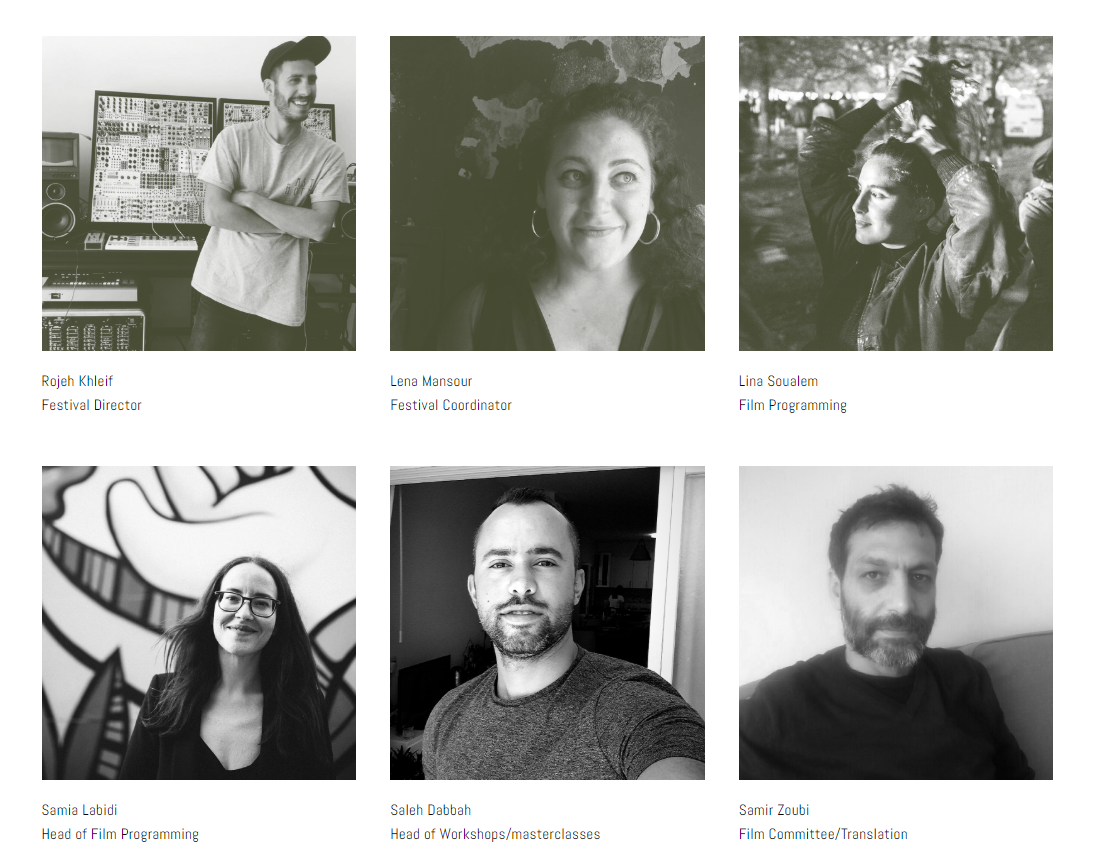 Rojeh Khleif
Festival Director
Lena Mansour
Festival Coordinator
Lina Soualem
Film Programming
Samia Labidi
Head of Film Programming
Saleh Dabbah
Head of Workshops/masterclasses
Samir Zoubi
Film Committee/Translation